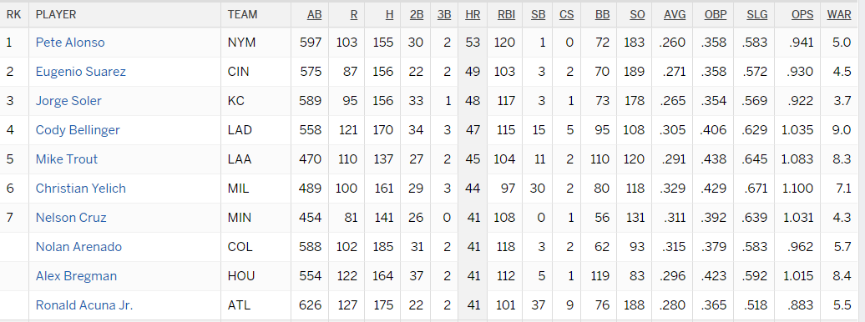 RK PLAYER TEAM AB R H 2B 3B HR RBI SB CS BB SO AVG OBP SLG OPS WAR
1 Pete Alonso NYM 597 103 155 30 2 53 120 1 0 72 183 .260 .358 .583 .941 5.0
2 Eugenio Suarez CIN 575 87 156 22 2 49 103 3 2 70 189 .271 .358 .572 .930 4.5
3 Jorge Soler KC 589 95 156 33 1 48 117 3 1 73 178 .265 .354 .569 .922 3.7
4 Cody Bellinger LAD 558 121 170 34 3 47 115 15 5 95 108 .305 .406 .629 1.035 9.0
5 Mike Trout LAA 470 110 137 27 2 45 104 11 2 110 120 .291 .438 .645 1.083 8.3
6 Christian Yelich MIL 489 100 161 29 3 44 97 30 2 80 118 .329 .429 .671 1.100 7.1
7 Nelson Cruz MIN 454 81 141 26 0 41 108 0 1 56 131 .311 .392 .639 1.031 4.3
Nolan Arenado COL 588 102 185 31 2 41 118 3 2 62 93 .315 .379 .583 .962 5.7
Alex Bregman HOU 554 122 164 37 2 41 112 5 1 119 83 .296 .423 .592 1.015 8.4
Ronald Acuna Jr. ATL 626 127 175 22 2 41 101 37 9 76 188 .280 .365 .518 .883 5.5